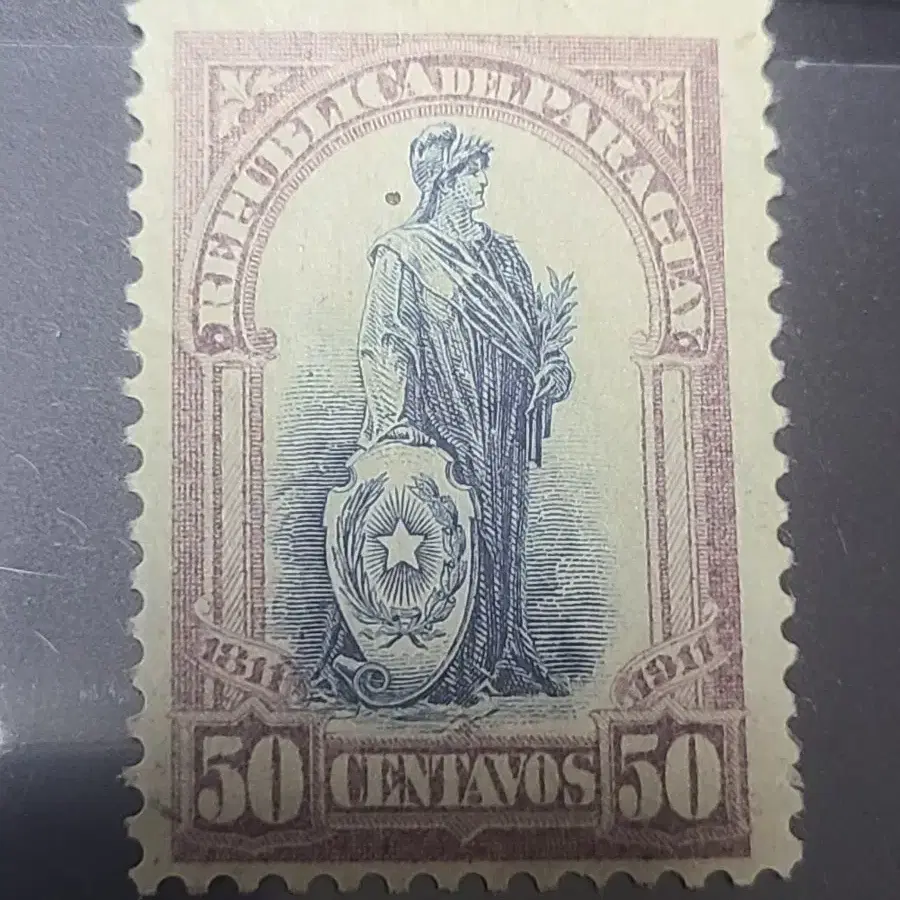 REPUBLICA DEL PARAGUAY
1811 1911
50 CENTAVOS 50